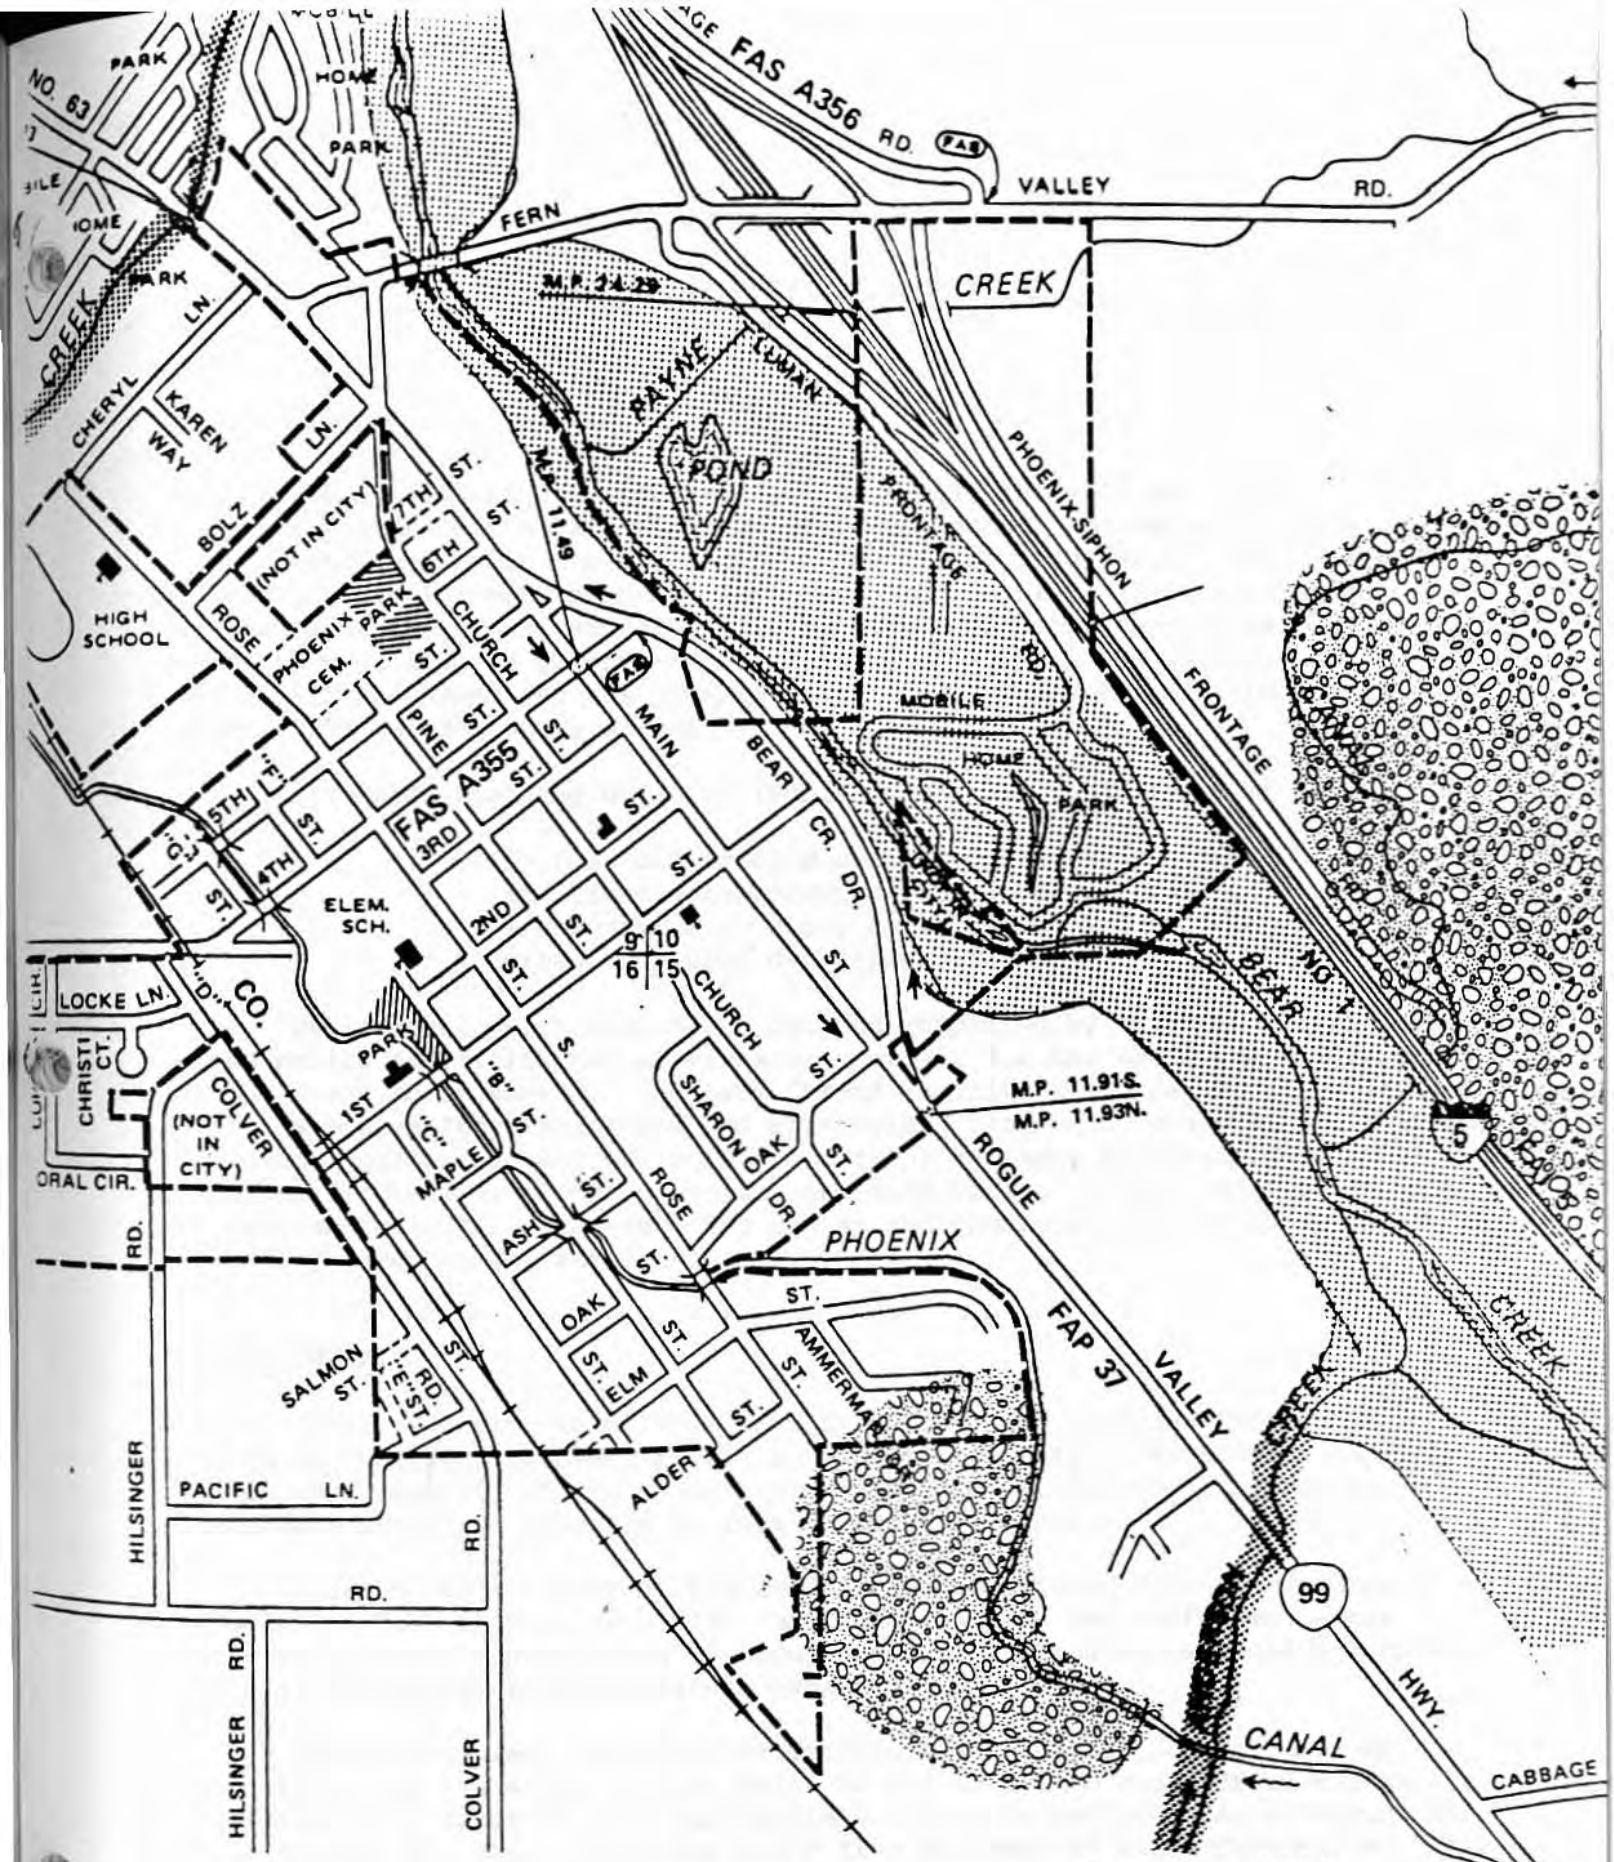 PARK
HOME
PARK
NO. 63
HOME
PARK
CREEK
FAS A356
RD.
FAS
VALLEY
RD.
FERN
M.P. 24.29
CREEK
CHERYL
LN.
KAREN
WAY
BOLZ
LN.
(NOT IN CITY)
PAYNE
LUMAN
POND
PHOENIX-SIPHON
FRONTAGE
RD.
M.P. 11.49
ST.
ST.
7TH
6TH
HIGH
SCHOOL
ROSE
PHOENIX
CEM.
PARK
ST.
CHURCH
FAS
PINE
ST.
ST.
MAIN
FAS A355
3RD
ST.
BEAR
CR.
DR.
MOBILE
HOME
PARK
FRONTAGE
CANAL
"F"
ST.
5TH
"G"
ST.
4TH
ST.
ST.
ELEM.
SCH.
2ND
ST.
ST.
9 10
16 15
CHURCH
ST.
ST
BEAR
NO 1
"D"
CO.
LOCKE LN.
CHRISTI
CT.
PARK
COLVER
(NOT
IN
CITY)
1ST
"C"
"B"
ST.
S.
SHARON
OAK
ST.
DR.
M.P. 11.91 S.
M.P. 11.93 N.
5
MAPLE
ST.
ROSE
ASH
ST.
ROGUE
VALLEY
PHOENIX
FAP 37
CREEK
RD.
OAK
ST.
ST.
ST.
AMMERMAN
ST.
ELM
ST.
SALMON
ST.
RD.
"E" ST.
ST.
CREEK
HILSINGER
PACIFIC LN.
ALDER
RD.
RD.
99
HWY.
HILSINGER RD.
COLVER
CANAL
CABBAGE